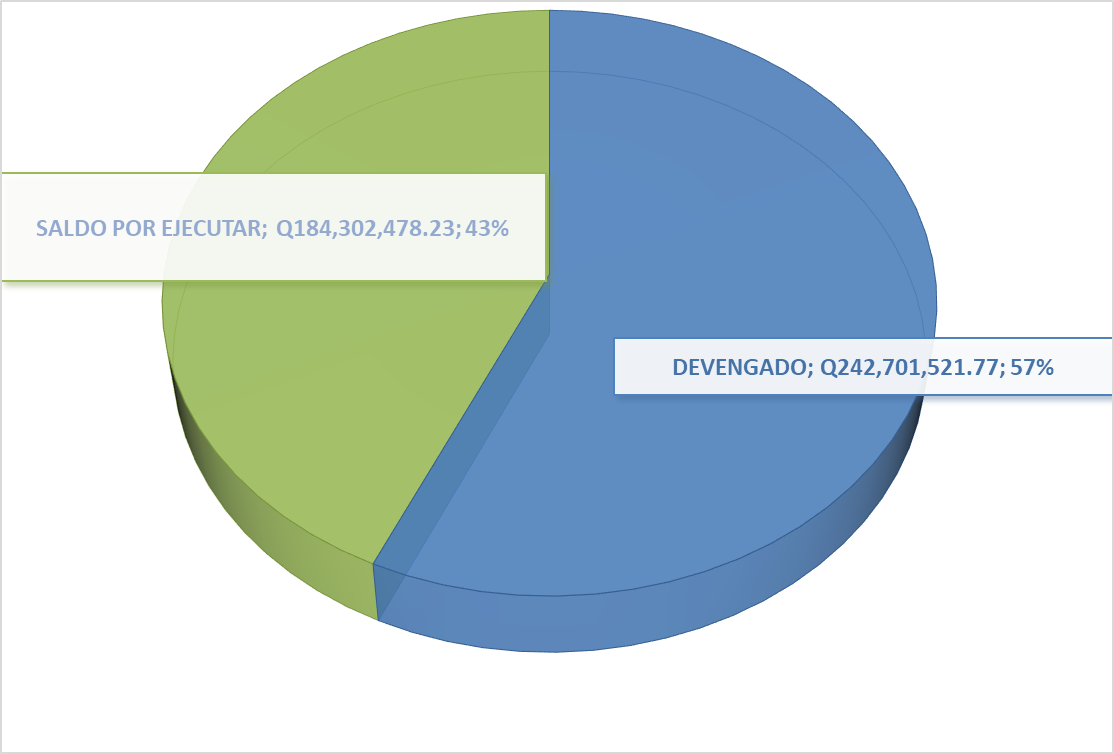 SALDO POR EJECUTAR; Q184,302,478.23; 43%
DEVENGADO; Q242,701,521.77; 57%